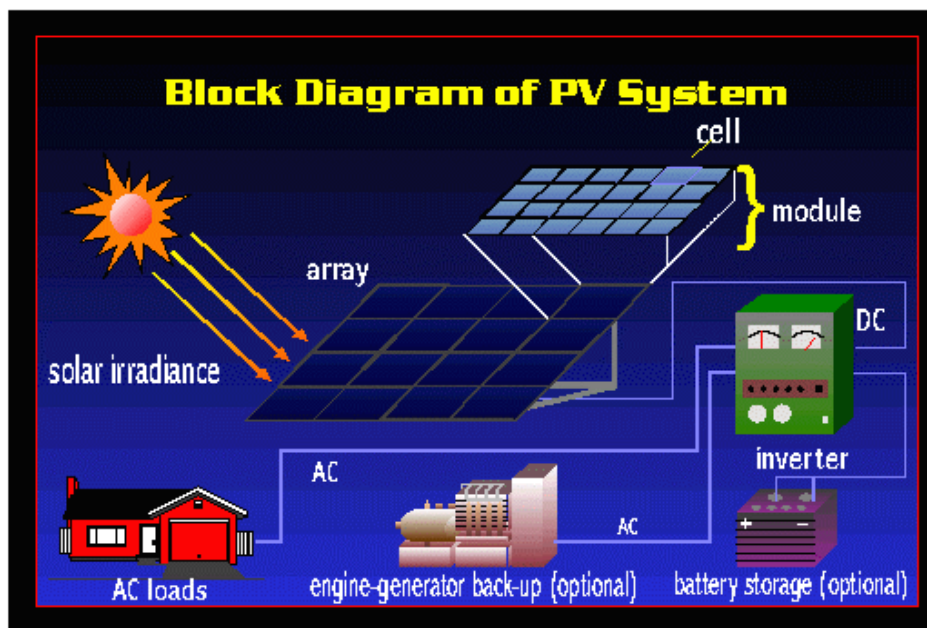 Block Diagram of PV System
cell
module
array
solar irradiance
DC
inverter
AC
AC
+ −
AC loads
engine-generator back-up (optional)
battery storage (optional)